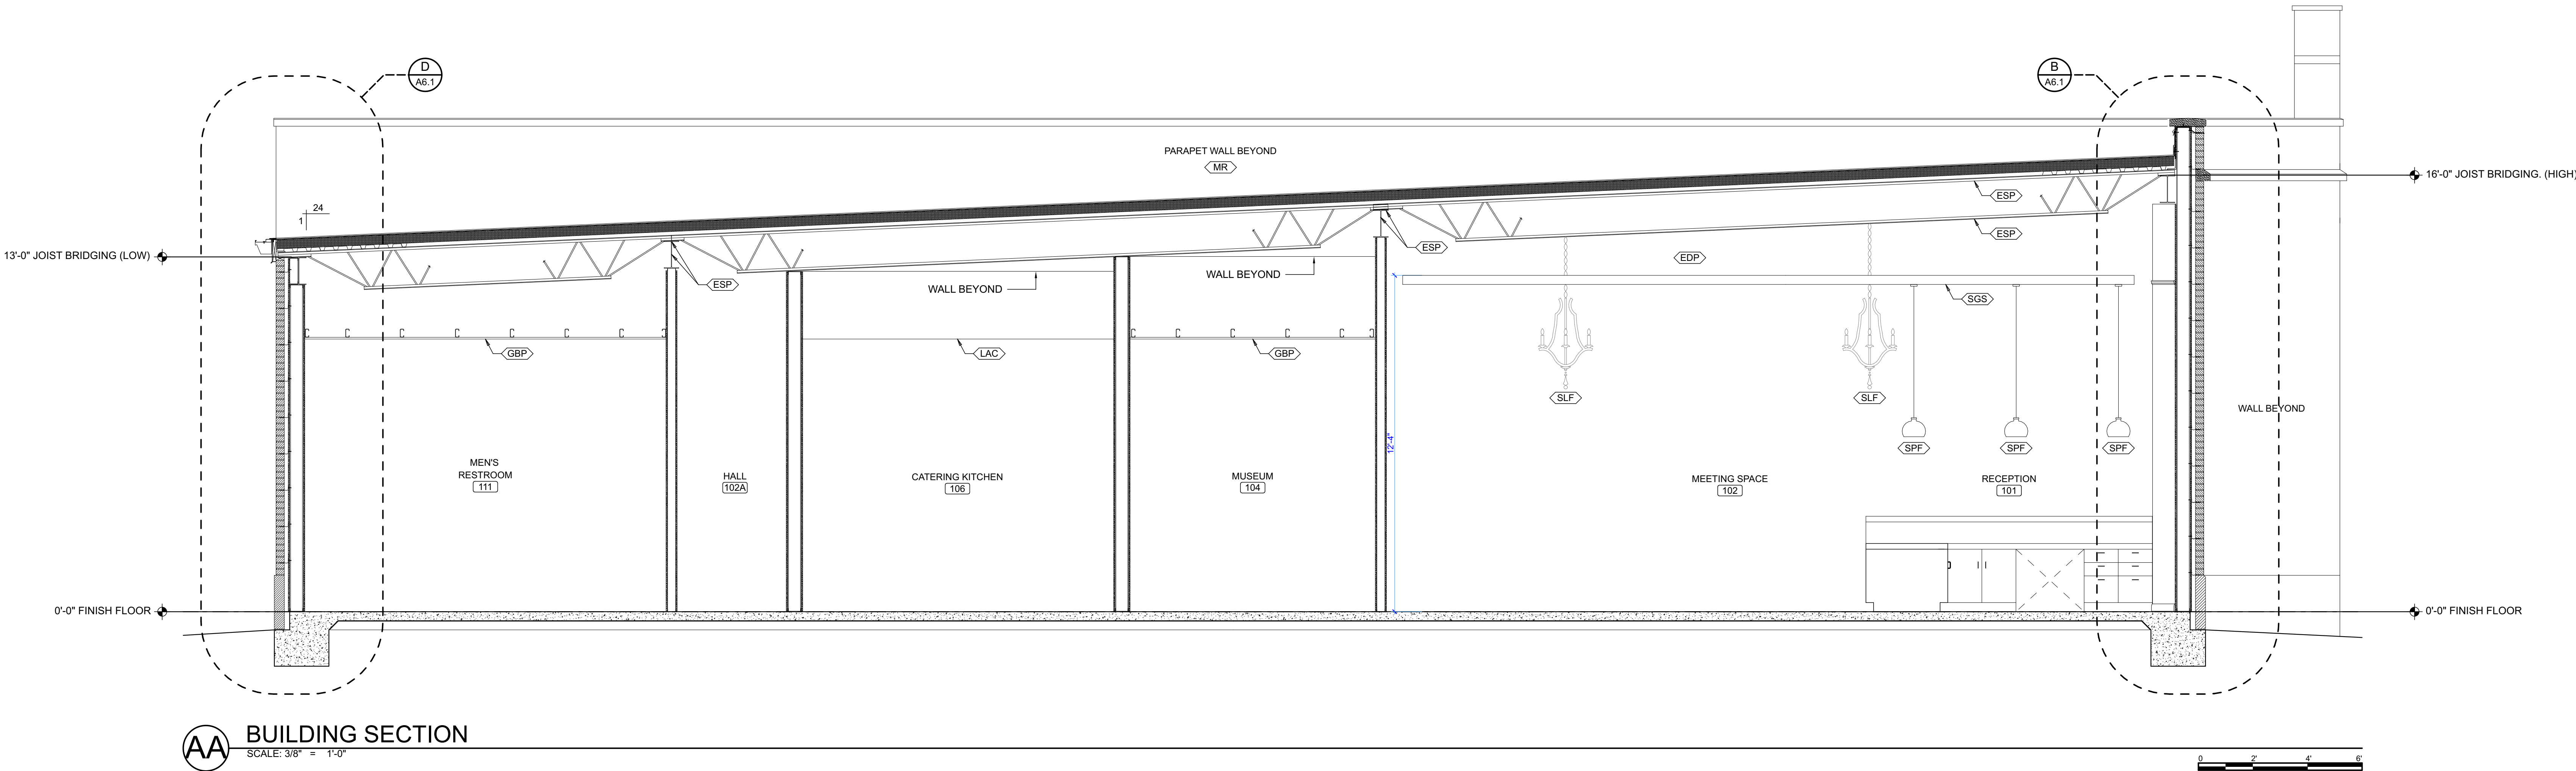 D
A6.1
B
A6.1
PARAPET WALL BEYOND
MR
16'-0" JOIST BRIDGING. (HIGH)
ESP
24
1
ESP
ESP
13'-0" JOIST BRIDGING (LOW)
EDP
WALL BEYOND
ESP
WALL BEYOND
SGS
GBP
LAC
GBP
SLF
SLF
WALL BEYOND
12'-4"
SPF
SPF
SPF
MEN'S
RESTROOM
111
HALL
102A
CATERING KITCHEN
106
MUSEUM
104
MEETING SPACE
102
RECEPTION
101
0'-0" FINISH FLOOR
0'-0" FINISH FLOOR
AA
BUILDING SECTION
SCALE: 3/8" = 1'-0"
0 2' 4' 6'